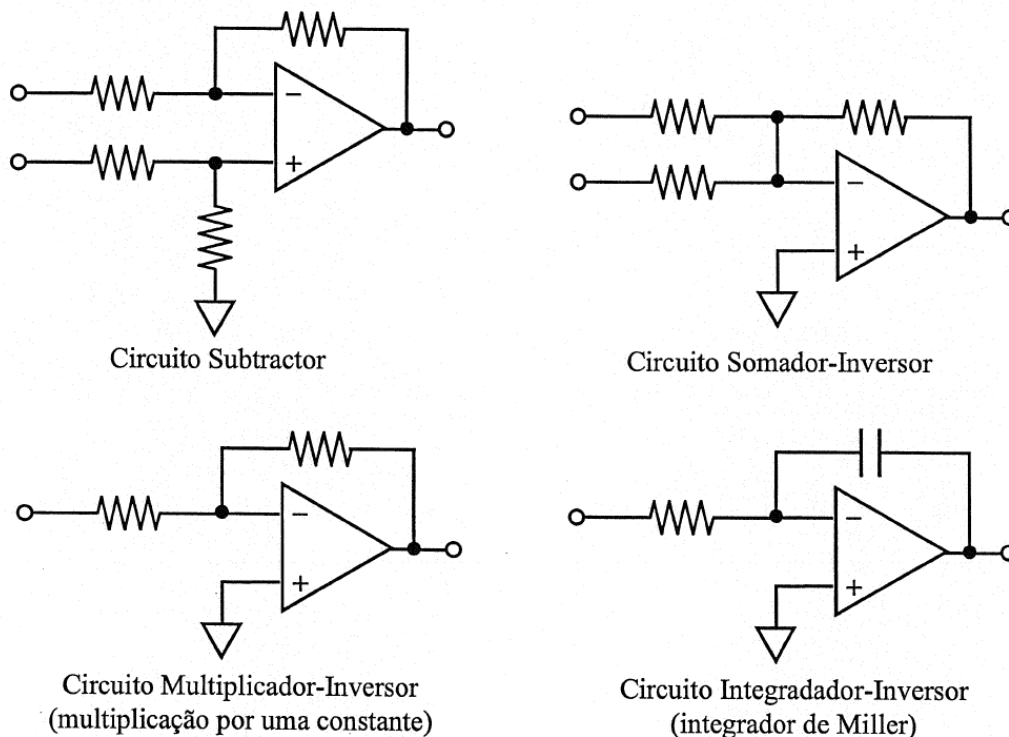 Circuito Subtractor
Circuito Somador-Inversor
Circuito Multiplicador-Inversor
(multiplicação por uma constante)
Circuito Integradador-Inversor
(integrador de Miller)